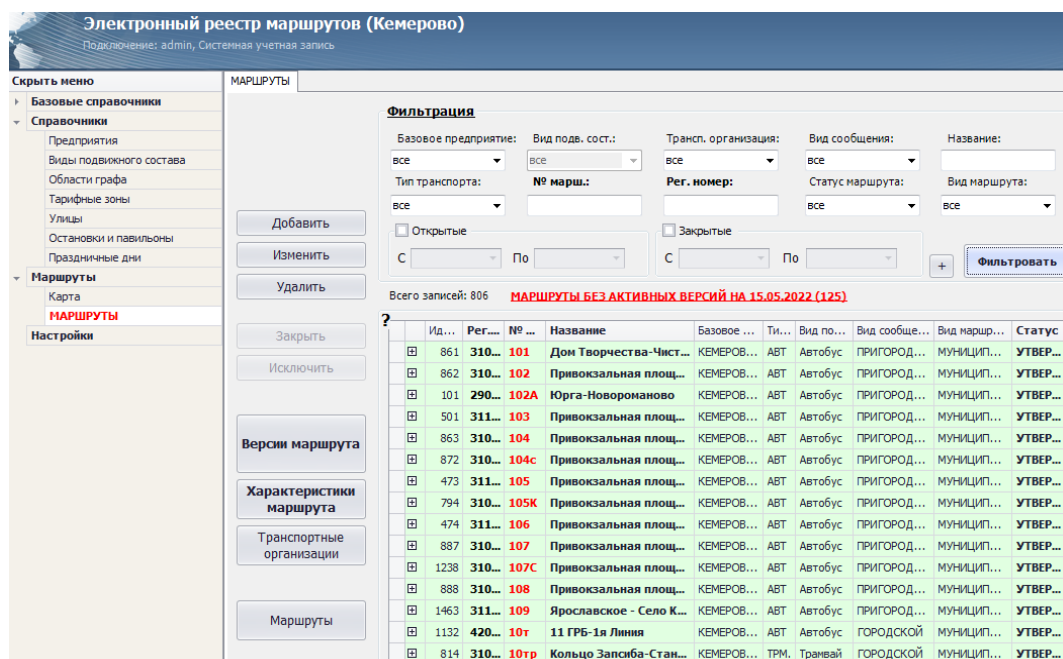 Электронный реестр маршрутов (Кемерово)
Подключение: admin, Системная учетная запись
Скрыть меню
Базовые справочники
Справочники
Предприятия
Виды подвижного состава
Области графа
Тарифные зоны
Улицы
Остановки и павильоны
Праздничные дни
Маршруты
Карта
МАРШРУТЫ
Настройки
МАРШРУТЫ
Добавить
Изменить
Удалить
Закрыть
Исключить
Версии маршрута
Характеристики
маршрута
Транспортные
организации
Маршруты
Фильтрация
Базовое предприятие: Вид подв. сост.: Трансп. организация: Вид сообщения: Название:
все все все все
Тип транспорта: № марш.: Рег. номер: Статус маршрута: Вид маршрута:
все все все
Открытые Закрытые
С По С По + Фильтровать
Всего записей: 806 МАРШРУТЫ БЕЗ АКТИВНЫХ ВЕРСИЙ НА 15.05.2022 (125)
?
Ид... Рег.... № ... Название Базовое ... Ти... Вид по... Вид сообще... Вид маршр... Статус
861 310... 101 Дом Творчества-Чист... КЕМЕРОВ... АВТ Автобус ПРИГОРОД... МУНИЦИП... УТВЕР...
862 310... 102 Привокзальная площ... КЕМЕРОВ... АВТ Автобус ПРИГОРОД... МУНИЦИП... УТВЕР...
101 290... 102А Юрга-Новороманово КЕМЕРОВ... АВТ Автобус ПРИГОРОД... МУНИЦИП... УТВЕР...
501 311... 103 Привокзальная площ... КЕМЕРОВ... АВТ Автобус ПРИГОРОД... МУНИЦИП... УТВЕР...
863 310... 104 Привокзальная площ... КЕМЕРОВ... АВТ Автобус ПРИГОРОД... МУНИЦИП... УТВЕР...
872 310... 104с Привокзальная площ... КЕМЕРОВ... АВТ Автобус ПРИГОРОД... МУНИЦИП... УТВЕР...
473 311... 105 Привокзальная площ... КЕМЕРОВ... АВТ Автобус ПРИГОРОД... МУНИЦИП... УТВЕР...
794 310... 105К Привокзальная площ... КЕМЕРОВ... АВТ Автобус ПРИГОРОД... МУНИЦИП... УТВЕР...
474 311... 106 Привокзальная площ... КЕМЕРОВ... АВТ Автобус ПРИГОРОД... МУНИЦИП... УТВЕР...
887 310... 107 Привокзальная площ... КЕМЕРОВ... АВТ Автобус ПРИГОРОД... МУНИЦИП... УТВЕР...
1238 310... 107С Привокзальная площ... КЕМЕРОВ... АВТ Автобус ПРИГОРОД... МУНИЦИП... УТВЕР...
888 310... 108 Привокзальная площ... КЕМЕРОВ... АВТ Автобус ПРИГОРОД... МУНИЦИП... УТВЕР...
1463 311... 109 Ярославское - Село К... КЕМЕРОВ... АВТ Автобус ПРИГОРОД... МУНИЦИП... УТВЕР...
1132 420... 10т 11 ГРБ-1я Линия КЕМЕРОВ... АВТ Автобус ГОРОДСКОЙ МУНИЦИП... УТВЕР...
814 310... 10тр Кольцо Запсиба-Стан... КЕМЕРОВ... ТРМ. Трамвай ГОРОДСКОЙ МУНИЦИП... УТВЕР...